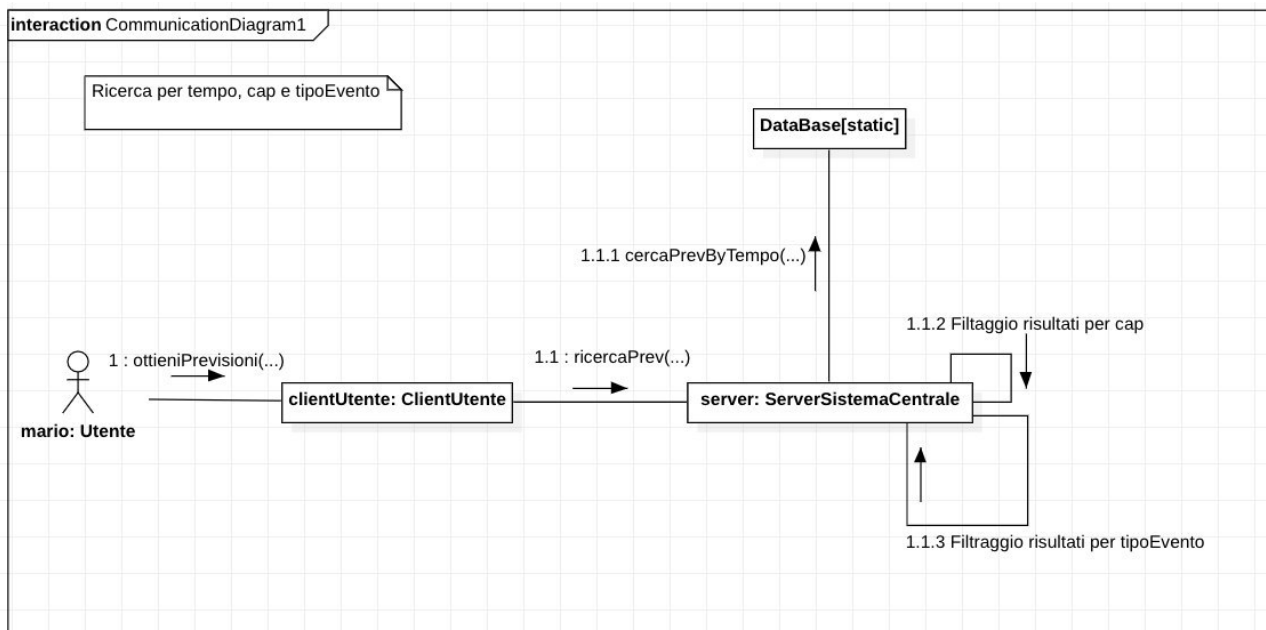 interaction CommunicationDiagram1
Ricerca per tempo, cap e tipoEvento
DataBase[static]
1.1.1 cercaPrevByTempo(...)
1.1.2 Filtaggio risultati per cap
1 : ottieniPrevisioni(...)
1.1 : ricercaPrev(...)
clientUtente: ClientUtente
server: ServerSistemaCentrale
mario: Utente
1.1.3 Filtraggio risultati per tipoEvento